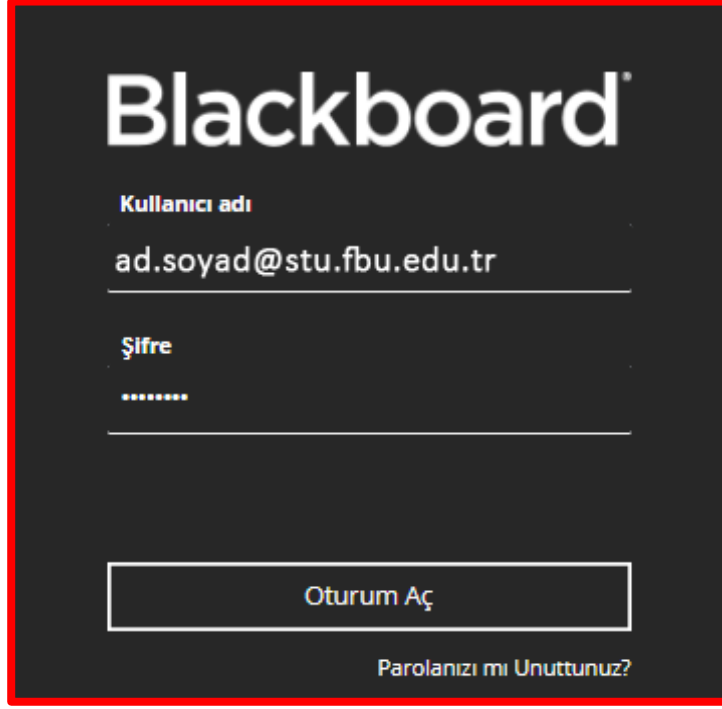 Blackboard
Kullanıcı adı
ad.soyad@stu.fbu.edu.tr
Şifre
••••••••
Oturum Aç
Parolanızı mı Unuttunuz?